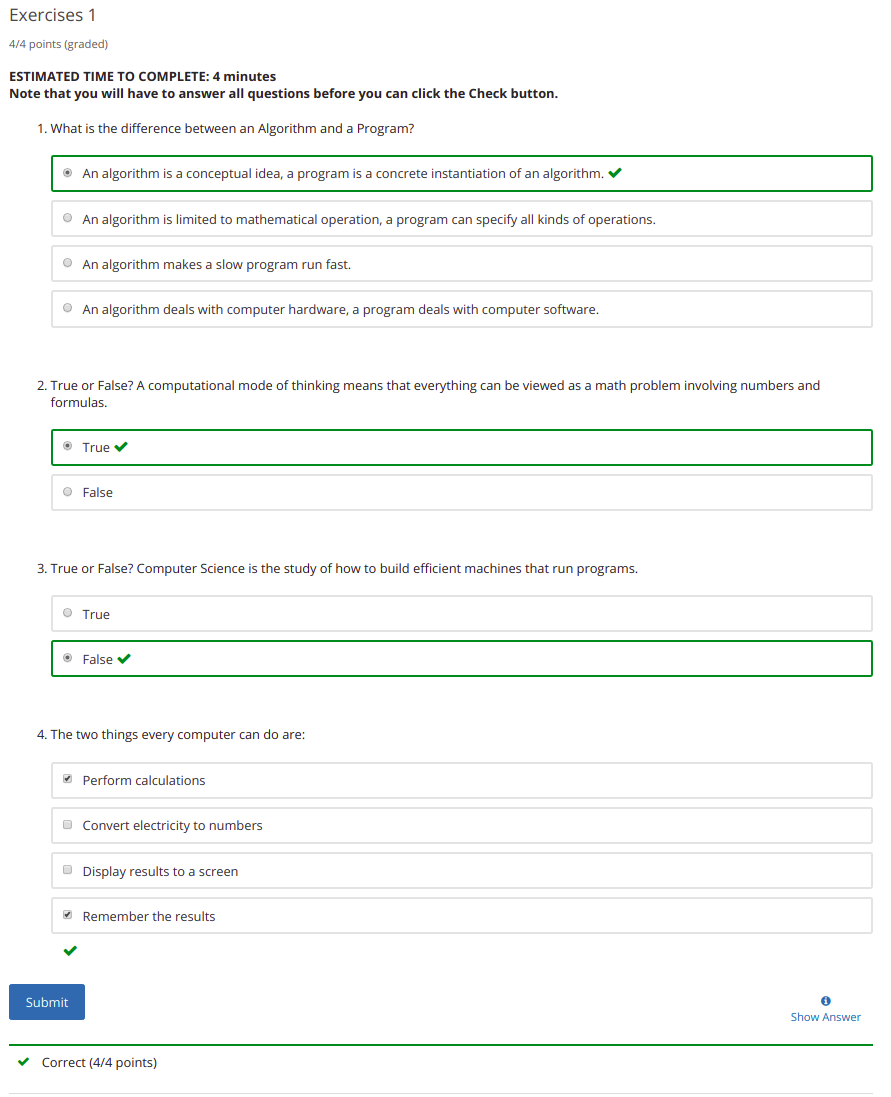 Exercises 1
4/4 points (graded)
ESTIMATED TIME TO COMPLETE: 4 minutes
Note that you will have to answer all questions before you can click the Check button.
1. What is the difference between an Algorithm and a Program?
An algorithm is a conceptual idea, a program is a concrete instantiation of an algorithm.
An algorithm is limited to mathematical operation, a program can specify all kinds of operations.
An algorithm makes a slow program run fast.
An algorithm deals with computer hardware, a program deals with computer software.
2. True or False? A computational mode of thinking means that everything can be viewed as a math problem involving numbers and
formulas.
True
False
3. True or False? Computer Science is the study of how to build efficient machines that run programs.
True
False
4. The two things every computer can do are:
Perform calculations
Convert electricity to numbers
Display results to a screen
Remember the results
Submit
Show Answer
Correct (4/4 points)